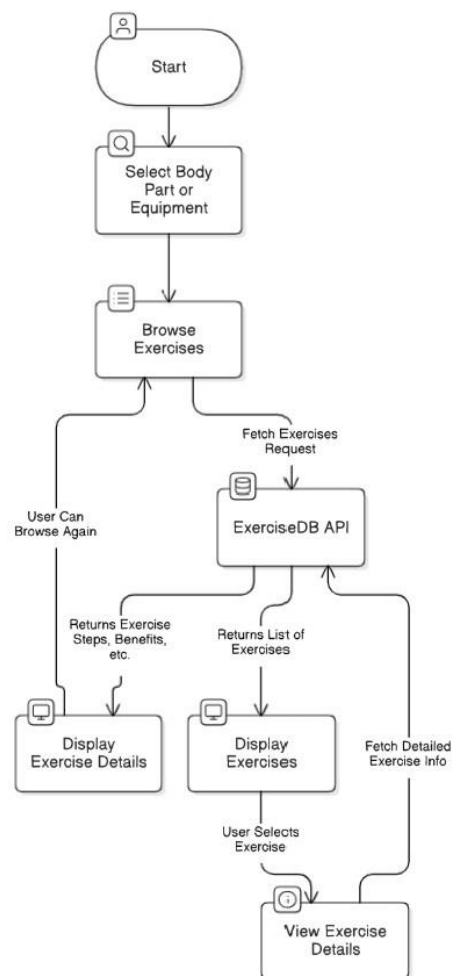 Start
Select Body
Part or
Equipment
Browse
Exercises
Fetch Exercises
Request
User Can
Browse Again
ExerciseDB API
Returns Exercise
Steps, Benefits,
etc.
Returns List of
Exercises
Display
Exercise Details
Display
Exercises
Fetch Detailed
Exercise Info
User Selects
Exercise
View Exercise
Details